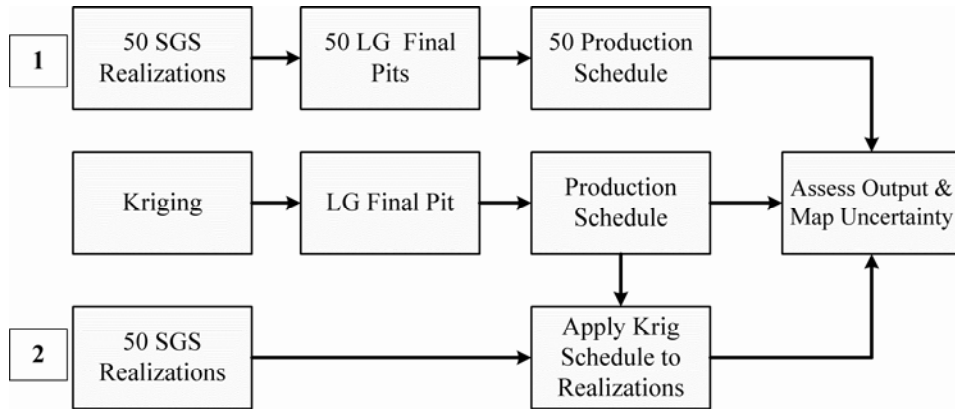 1
50 SGS
Realizations
50 LG Final
Pits
50 Production
Schedule
Kriging
LG Final Pit
Production
Schedule
Assess Output &
Map Uncertainty
2
50 SGS
Realizations
Apply Krig
Schedule to
Realizations